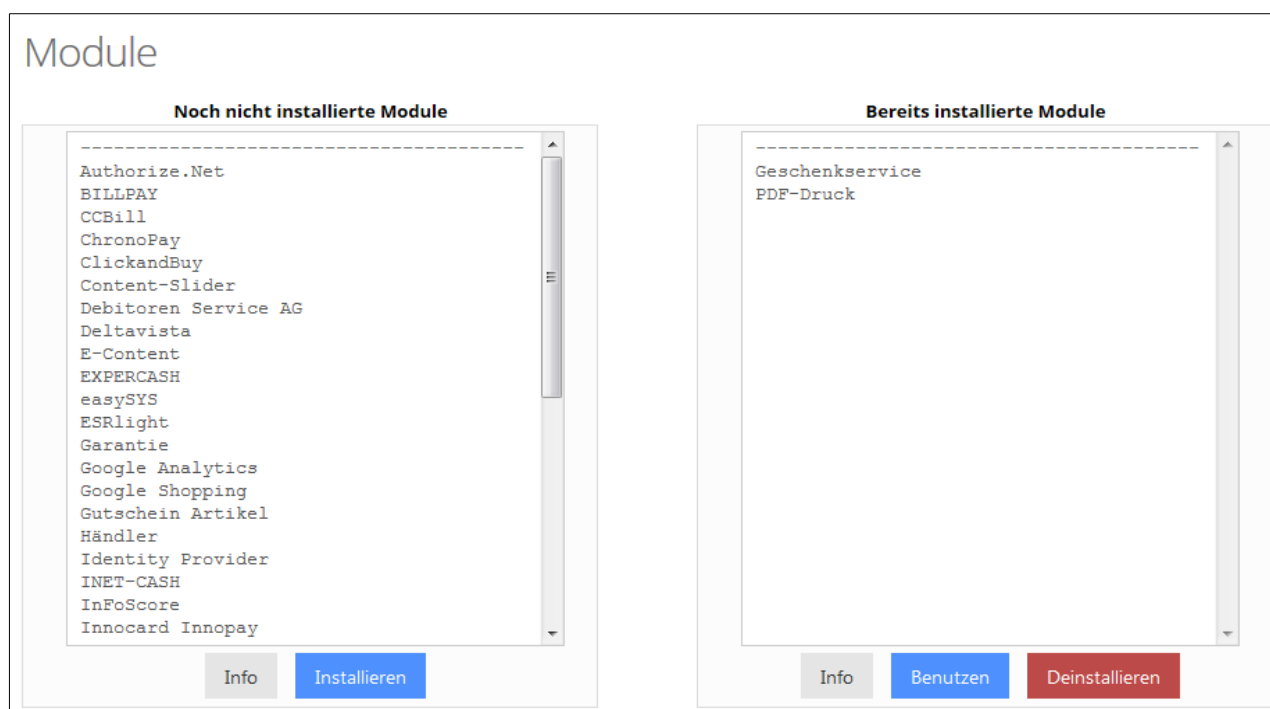 Module
Noch nicht installierte Module
----------------------------------------
Authorize.Net
BILLPAY
CCBill
ChronoPay
ClickandBuy
Content-Slider
Debitoren Service AG
Deltavista
E-Content
EXPERCASH
easySYS
ESRlight
Garantie
Google Analytics
Google Shopping
Gutschein Artikel
Händler
Identity Provider
INET-CASH
InFoScore
Innocard Innopay
Info
Installieren
Bereits installierte Module
----------------------------------------
Geschenkservice
PDF-Druck
Info
Benutzen
Deinstallieren